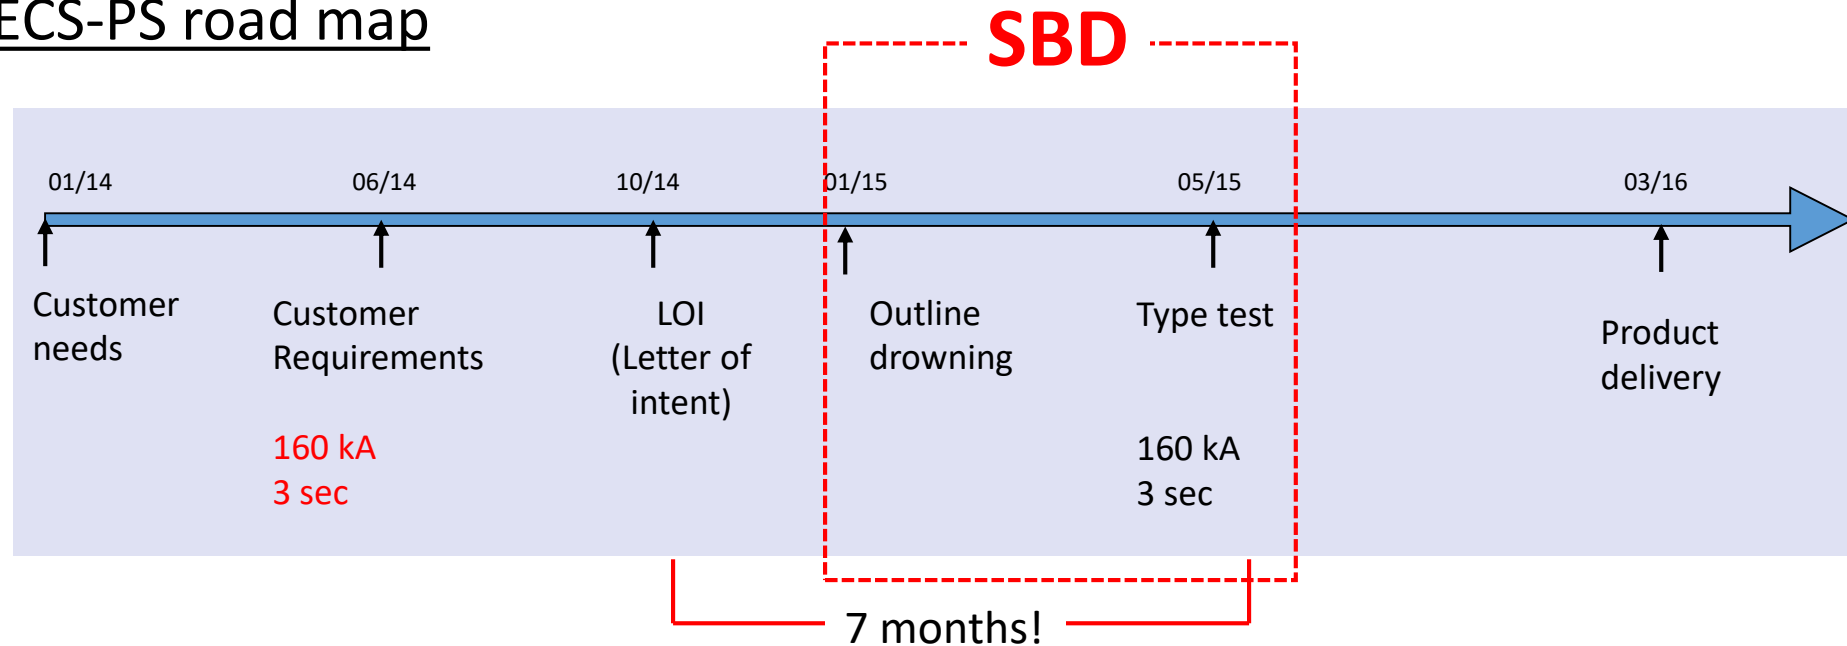 ECS-PS road map
SBD
01/14
06/14
10/14
01/15
05/15
03/16
Customer
needs
Customer
Requirements
160 kA
3 sec
LOI
(Letter of
intent)
Outline
drowning
Type test
160 kA
3 sec
Product
delivery
7 months!